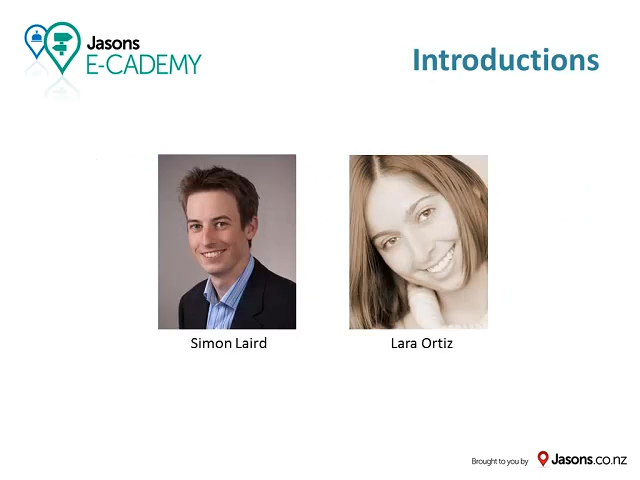 Jasons
E-CADEMY
Introductions
Simon Laird
Lara Ortiz
Brought to you by Jasons.co.nz